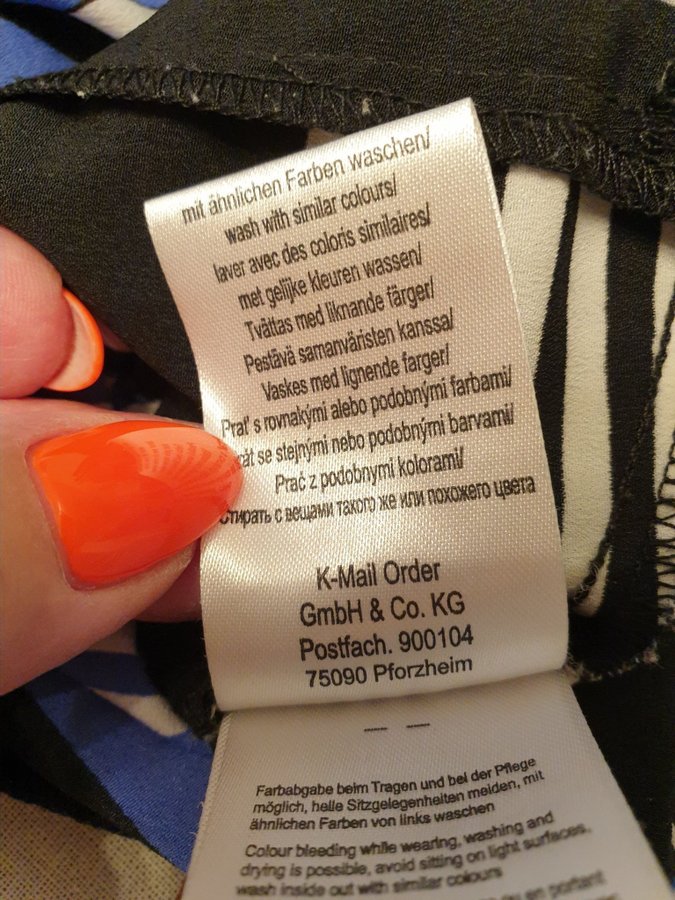 mit ähnlichen Farben waschen/
wash with similar colours/
laver avec des coloris similaires/
met gelijke kleuren wassen/
Tvättas med liknande färger/
Pestävä samanväristen kanssa/
Vaskes med lignende farger/
Prať s rovnakými alebo podobnými farbami/
se stejnými nebo podobnými barvami/
Prać z podobnymi kolorami/
Стирать с вещами такого же или похожего цвета
K-Mail Order
GmbH & Co. KG
Postfach. 900104
75090 Pforzheim
Farbabgabe beim Tragen und bei der Pflege
möglich, helle Sitzgelegenheiten meiden, mit
ähnlichen Farben von links waschen
Colour bleeding while wearing, washing and
drying is possible, avoid sitting on light surfaces,
wash inside out with similar colours
en portant